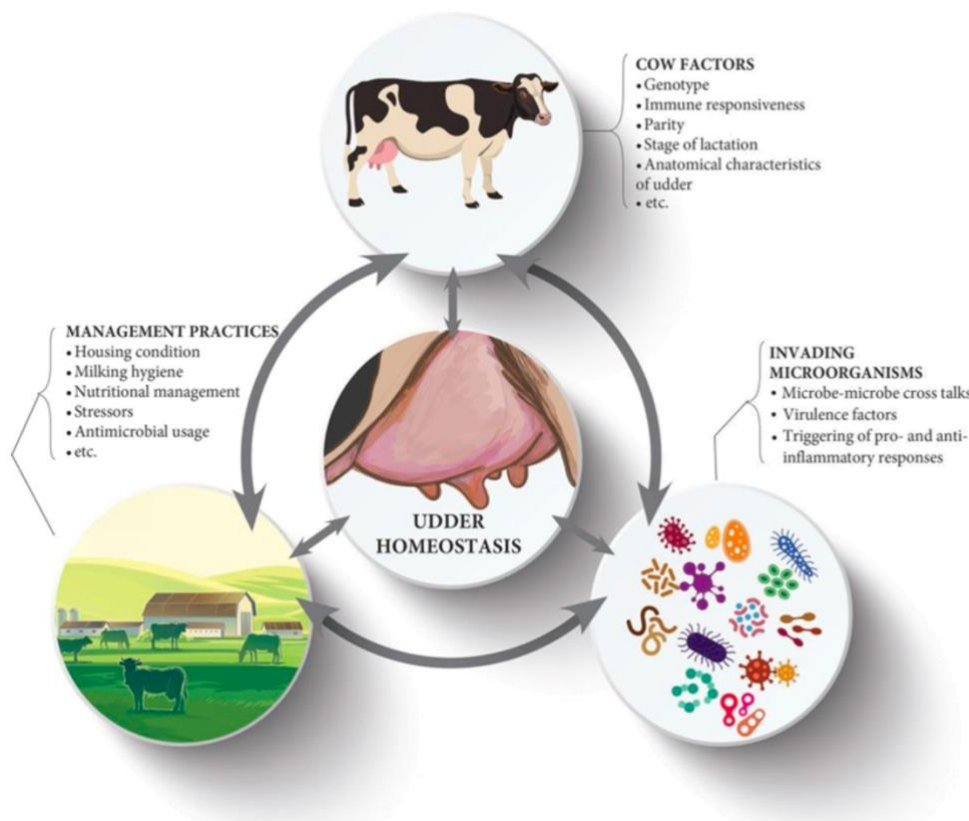 COW FACTORS
• Genotype
• Immune responsiveness
• Parity
• Stage of lactation
• Anatomical characteristics
of udder
• etc.
MANAGEMENT PRACTICES
• Housing condition
• Milking hygiene
• Nutritional management
• Stressors
• Antimicrobial usage
• etc.
INVADING
MICROORGANISMS
• Microbe-microbe cross talks
• Virulence factors
• Triggering of pro- and anti-
inflammatory responses
UDDER
HOMEOSTASIS